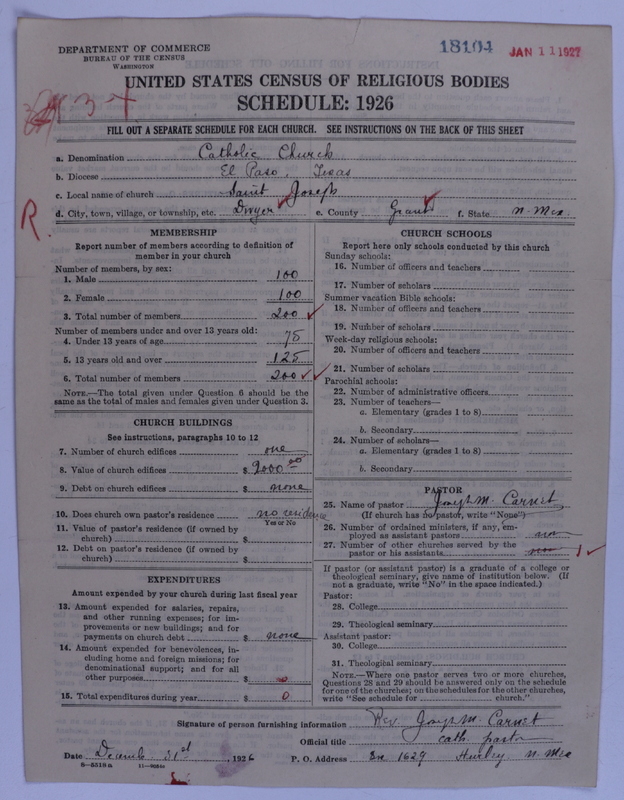 DEPARTMENT OF COMMERCE
BUREAU OF THE CENSUS
WASHINGTON
18104
JAN 11 1927
UNITED STATES CENSUS OF RELIGIOUS BODIES
SCHEDULE: 1926
FILL OUT A SEPARATE SCHEDULE FOR EACH CHURCH. SEE INSTRUCTIONS ON THE BACK OF THIS SHEET
a. Denomination Catholic Church
b. Diocese El Paso, Texas
c. Local name of church Saint Joseph
d. City, town, village, or township, etc. Dwyer e. County Grant f. State N. Mex.
R.
MEMBERSHIP
Report number of members according to definition of member in your church
Number of members, by sex:
1. Male 100
2. Female 100
3. Total number of members 200
Number of members under and over 13 years old:
4. Under 13 years of age 75
5. 13 years old and over 125
6. Total number of members 200
NOTE.—The total given under Question 6 should be the same as the total of males and females given under Question 3.
CHURCH BUILDINGS
See instructions, paragraphs 10 to 12
7. Number of church edifices one
8. Value of church edifices $ 2000 00
9. Debt on church edifices $ none
10. Does church own pastor's residence no residence
Yes or No
11. Value of pastor's residence (if owned by church) $
12. Debt on pastor's residence (if owned by church) $
EXPENDITURES
Amount expended by your church during last fiscal year
13. Amount expended for salaries, repairs, and other running expenses; for improvements or new buildings; and for payments on church debt $ none
14. Amount expended for benevolences, including home and foreign missions; for denominational support; and for all other purposes $ no
15. Total expenditures during year $ 0
CHURCH SCHOOLS
Report here only schools conducted by this church
Sunday schools:
16. Number of officers and teachers
17. Number of scholars
Summer vacation Bible schools:
18. Number of officers and teachers
19. Number of scholars
Week-day religious schools:
20. Number of officers and teachers
21. Number of scholars
Parochial schools:
22. Number of administrative officers
23. Number of teachers—
a. Elementary (grades 1 to 8)
b. Secondary
24. Number of scholars—
a. Elementary (grades 1 to 8)
b. Secondary
PASTOR
25. Name of pastor Joseph M. Carnet
(If church has no pastor, write "None")
26. Number of ordained ministers, if any, employed as assistant pastors
27. Number of other churches served by the pastor or his assistants 1
If pastor (or assistant pastor) is a graduate of a college or theological seminary, give name of institution below. (If not a graduate, write "No" in the space indicated.)
Pastor:
28. College
29. Theological seminary
Assistant pastor:
30. College
31. Theological seminary
NOTE.—Where one pastor serves two or more churches, Questions 28 and 29 should be answered only on the schedule for one of the churches; on the schedules for the other churches, write "See schedule for church."
Signature of person furnishing information Rev. Joseph M. Carnet
Official title cath. pastor
Date December 31st, 1926 P. O. Address Box 1629 Hurley, N. Mex
8—5518a